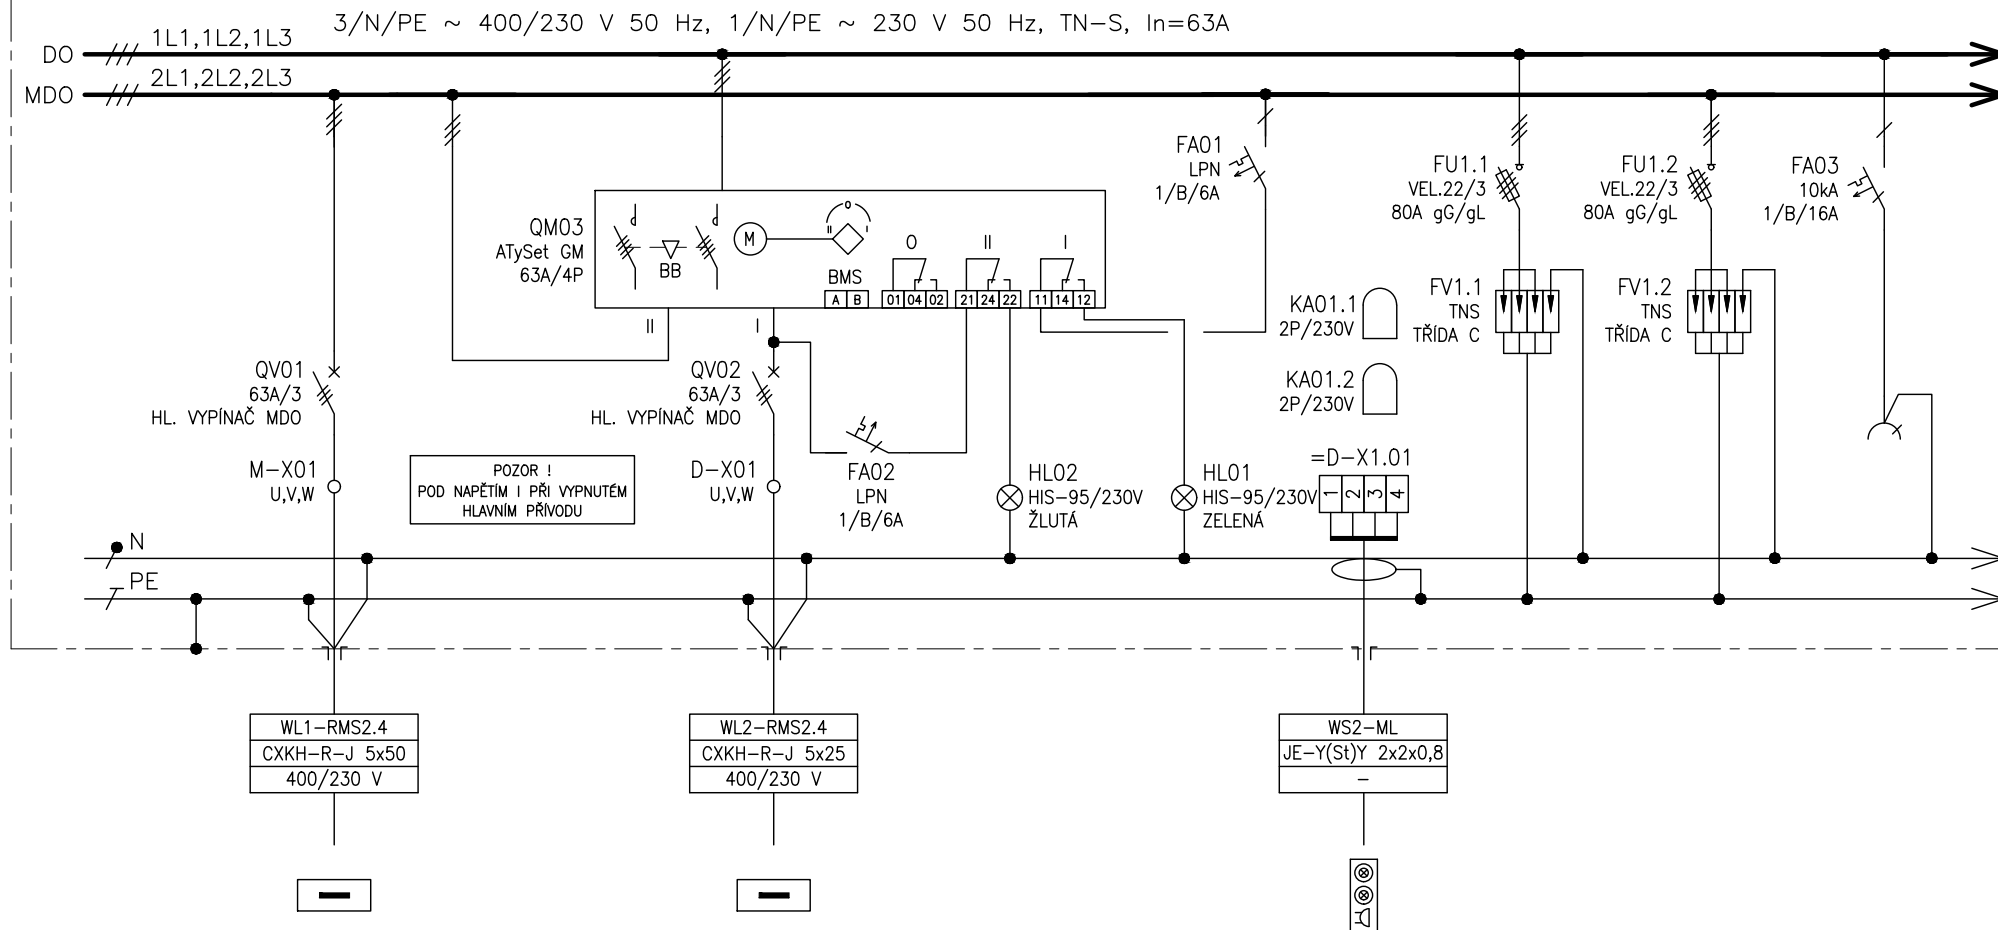 3/N/PE ~ 400/230 V 50 Hz, 1/N/PE ~ 230 V 50 Hz, TN-S, In=63A
DO
1L1,1L2,1L3
MDO
2L1,2L2,2L3
QM03
ATySet GM
63A/4P
BB
M
O
II
I
BMS
A B
O
01 04 02
II
21 24 22
I
11 14 12
II
I
FA01
LPN
1/B/6A
FU1.1
VEL.22/3
80A gG/gL
FU1.2
VEL.22/3
80A gG/gL
FA03
10kA
1/B/16A
FV1.1
TNS
TŘÍDA C
FV1.2
TNS
TŘÍDA C
KA01.1
2P/230V
KA01.2
2P/230V
QV01
63A/3
HL. VYPÍNAČ MDO
QV02
63A/3
HL. VYPÍNAČ MDO
M-X01
U,V,W
POZOR !
POD NAPĚTÍM I PŘI VYPNUTÉM
HLAVNÍM PŘÍVODU
D-X01
U,V,W
FA02
LPN
1/B/6A
HL02
HIS-95/230V
ŽLUTÁ
HL01
HIS-95/230V
ZELENÁ
=D-X1.01
1 2 3 4
N
PE
WL1-RMS2.4
CXKH-R-J 5x50
400/230 V
WL2-RMS2.4
CXKH-R-J 5x25
400/230 V
WS2-ML
JE-Y(St)Y 2x2x0,8
-